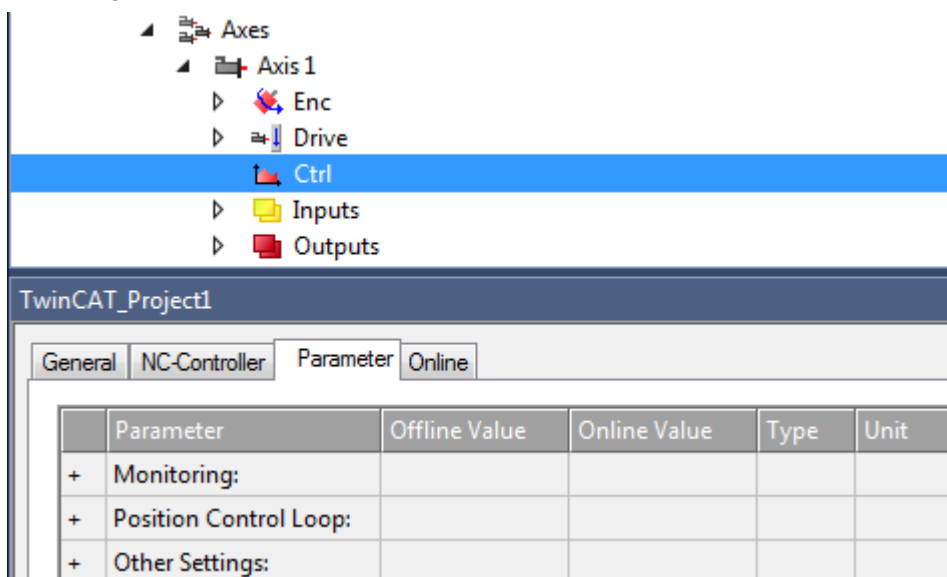 Axes
Axis 1
Enc
Drive
Ctrl
Inputs
Outputs
TwinCAT_Project1
General NC-Controller Parameter Online
Parameter Offline Value Online Value Type Unit
+ Monitoring:
+ Position Control Loop:
+ Other Settings: